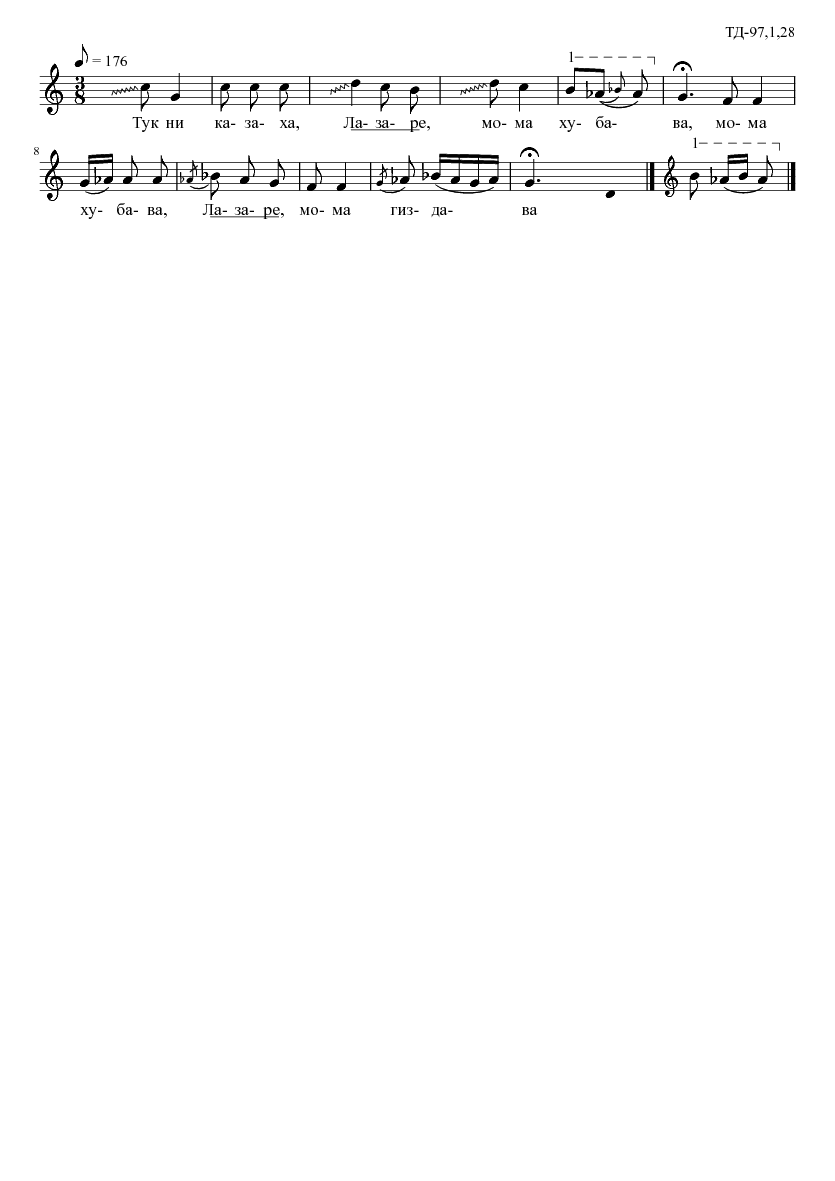 ТД-97,1,28
= 176
1
3
8
Тук ни ка- за- ха, Ла- за- ре, мо- ма ху- ба- ва, мо- ма
8
1
ху- ба- ва, Ла- за- ре, мо- ма гиз- да- ва